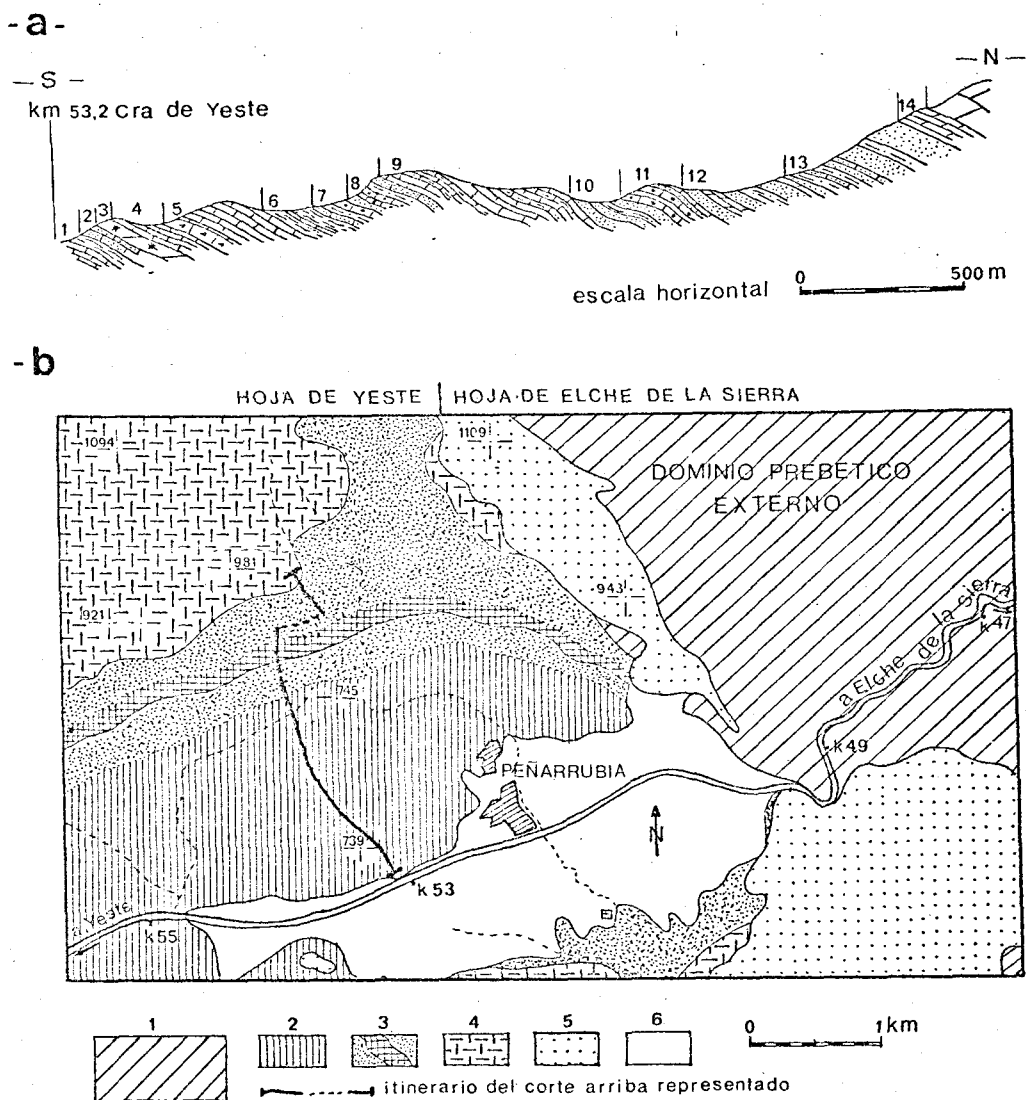 -a-
— S —
— N —
km 53,2 Cra de Yeste
1 2 3 4 5 6 7 8 9 10 11 12 13 14
escala horizontal 0 500 m
-b
HOJA DE YESTE HOJA DE ELCHE DE LA SIERRA
1094
1109
DOMINIO PREBETICO
EXTERNO
981
943
921
a Elche de la sierra
k 47
745
k 49
PEÑARRUBIA
N
739
k 53
a Yeste
k 55
1 2 3 4 5 6 0 1 km
itinerario del corte arriba representado